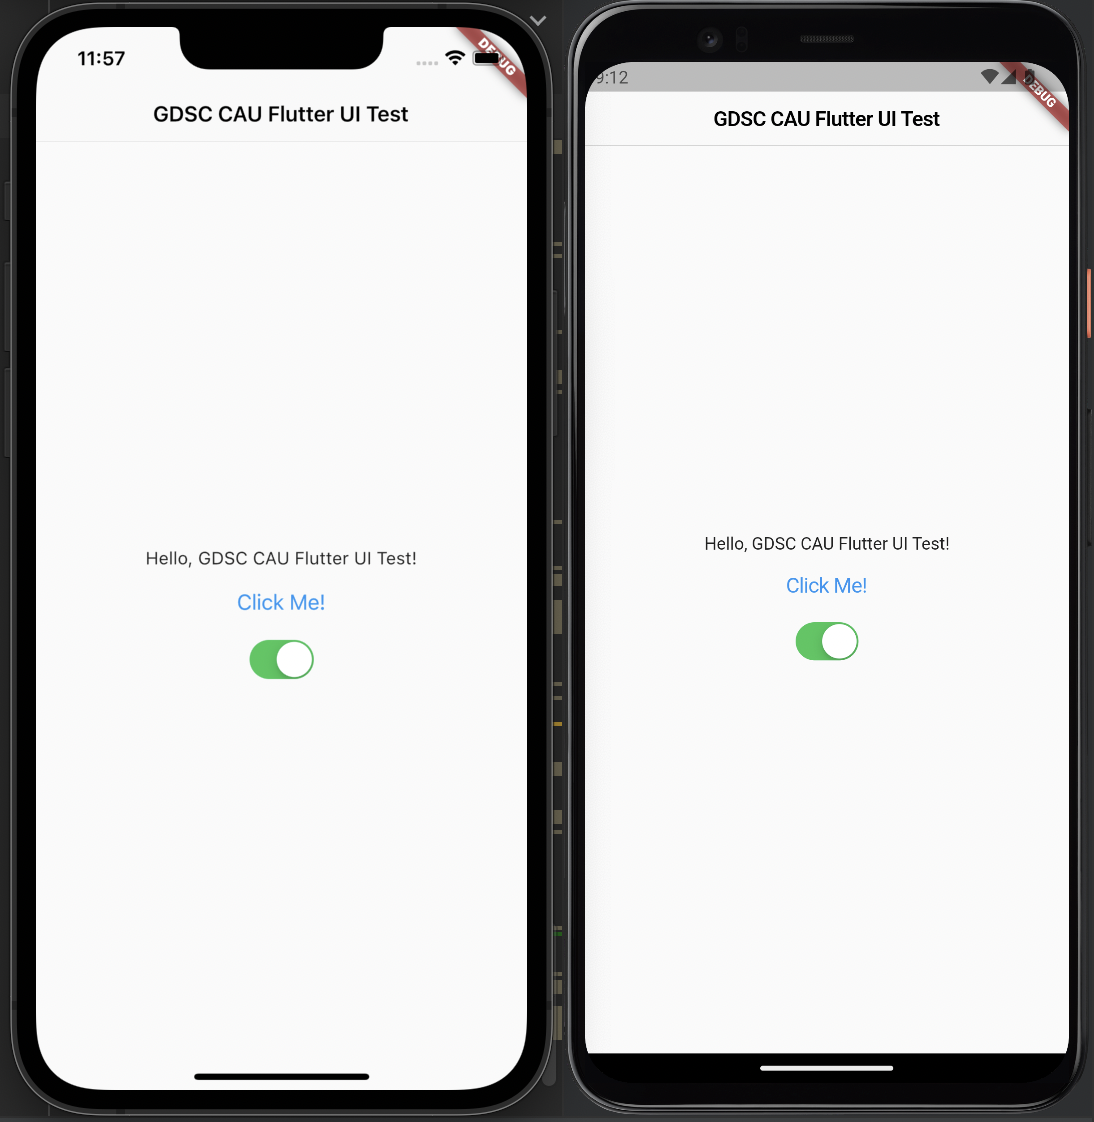 11:57
DEBUG
GDSC CAU Flutter UI Test
Hello, GDSC CAU Flutter UI Test!
Click Me!
9:12
DEBUG
GDSC CAU Flutter UI Test
Hello, GDSC CAU Flutter UI Test!
Click Me!